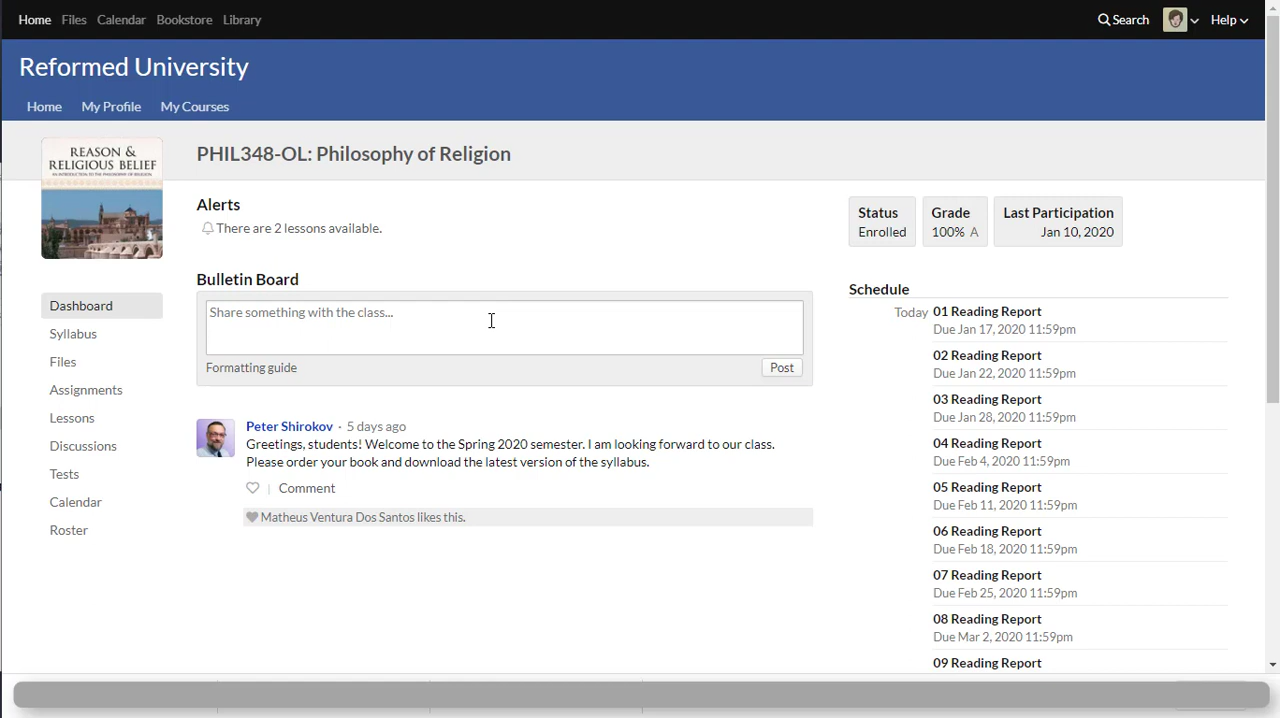 Home Files Calendar Bookstore Library Search Help
Reformed University
Home My Profile My Courses
REASON &
RELIGIOUS BELIEF
AN INTRODUCTION TO THE PHILOSOPHY OF RELIGION
PHIL348-OL: Philosophy of Religion
Dashboard
Syllabus
Files
Assignments
Lessons
Discussions
Tests
Calendar
Roster
Alerts
There are 2 lessons available.
Bulletin Board
Share something with the class...
Formatting guide Post
Peter Shirokov · 5 days ago
Greetings, students! Welcome to the Spring 2020 semester. I am looking forward to our class.
Please order your book and download the latest version of the syllabus.
Comment
Matheus Ventura Dos Santos likes this.
Status Grade Last Participation
Enrolled 100% A Jan 10, 2020
Schedule
Today 01 Reading Report
Due Jan 17, 2020 11:59pm
02 Reading Report
Due Jan 22, 2020 11:59pm
03 Reading Report
Due Jan 28, 2020 11:59pm
04 Reading Report
Due Feb 4, 2020 11:59pm
05 Reading Report
Due Feb 11, 2020 11:59pm
06 Reading Report
Due Feb 18, 2020 11:59pm
07 Reading Report
Due Feb 25, 2020 11:59pm
08 Reading Report
Due Mar 2, 2020 11:59pm
09 Reading Report